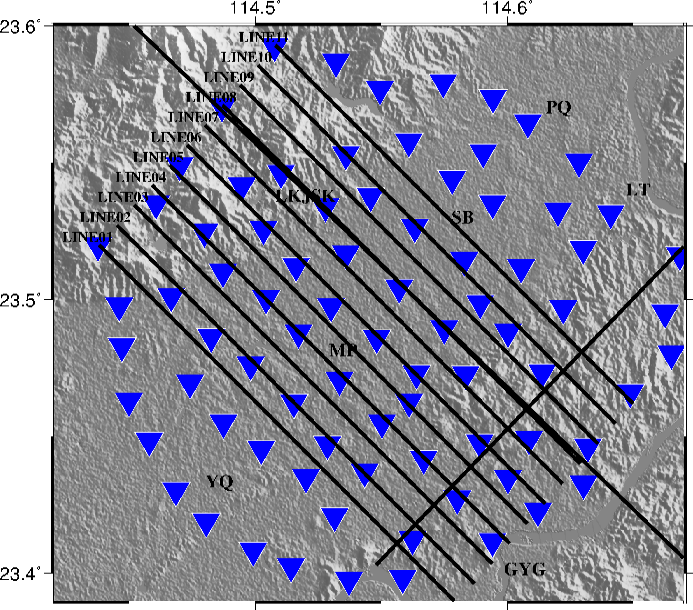 114.5 114.6
23.6
LINE11
LINE10
LINE09
LINE08
LINE07
LINE06
LINE05
LINE04
LINE03
LINE02
LINE01
PQ
LT
SB
23.5
MP
YQ
GYG
23.4